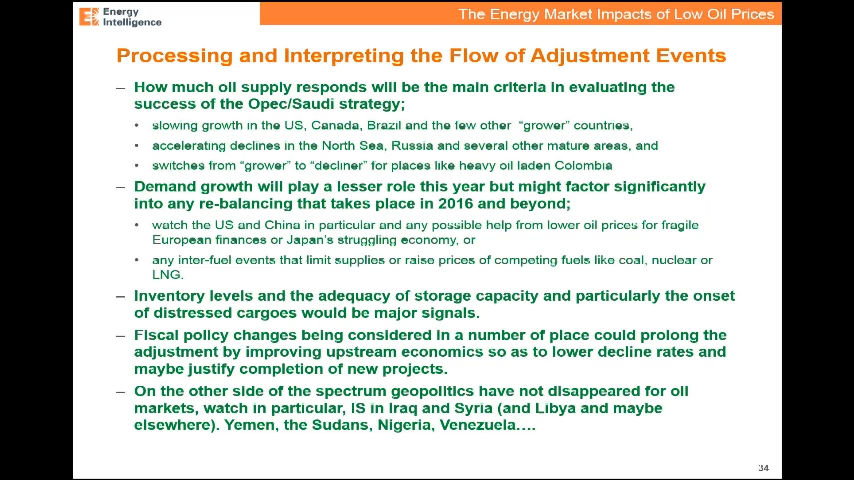 Energy
Intelligence
The Energy Market Impacts of Low Oil Prices
Processing and Interpreting the Flow of Adjustment Events
– How much oil supply responds will be the main criteria in evaluating the
success of the Opec/Saudi strategy;
• slowing growth in the US, Canada, Brazil and the few other “grower” countries,
• accelerating declines in the North Sea, Russia and several other mature areas, and
• switches from “grower” to “decliner” for places like heavy oil laden Colombia
– Demand growth will play a lesser role this year but might factor significantly
into any re-balancing that takes place in 2016 and beyond;
• watch the US and China in particular and any possible help from lower oil prices for fragile
European finances or Japan’s struggling economy, or
• any inter-fuel events that limit supplies or raise prices of competing fuels like coal, nuclear or
LNG.
– Inventory levels and the adequacy of storage capacity and particularly the onset
of distressed cargoes would be major signals.
– Fiscal policy changes being considered in a number of place could prolong the
adjustment by improving upstream economics so as to lower decline rates and
maybe justify completion of new projects.
– On the other side of the spectrum geopolitics have not disappeared for oil
markets, watch in particular, IS in Iraq and Syria (and Libya and maybe
elsewhere). Yemen, the Sudans, Nigeria, Venezuela….
34